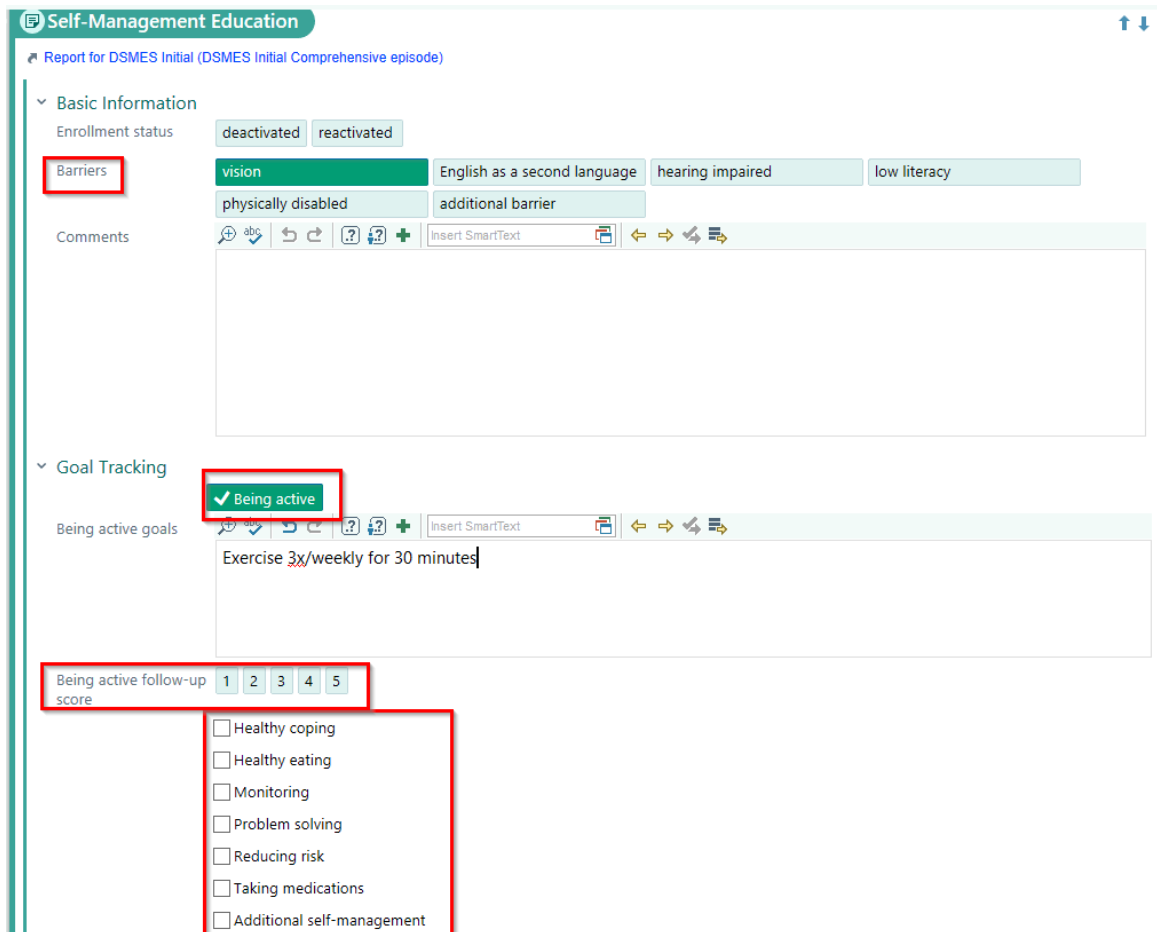 Self-Management Education
Report for DSMES Initial (DSMES Initial Comprehensive episode)
Basic Information
Enrollment status deactivated reactivated
Barriers vision English as a second language hearing impaired low literacy
physically disabled additional barrier
Comments abc Insert SmartText
Goal Tracking
Being active
Being active goals abc Insert SmartText
Exercise 3x/weekly for 30 minutes
Being active follow-up 1 2 3 4 5
score
Healthy coping
Healthy eating
Monitoring
Problem solving
Reducing risk
Taking medications
Additional self-management